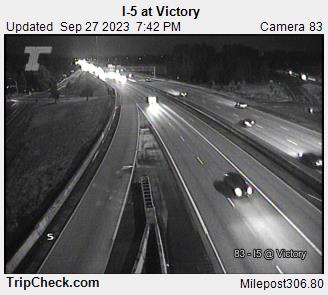 I-5 at Victory
Updated Sep 27 2023 7:42 PM Camera 83
T
S
83 - I5 @ Victory
TripCheck.com Milepost306.80